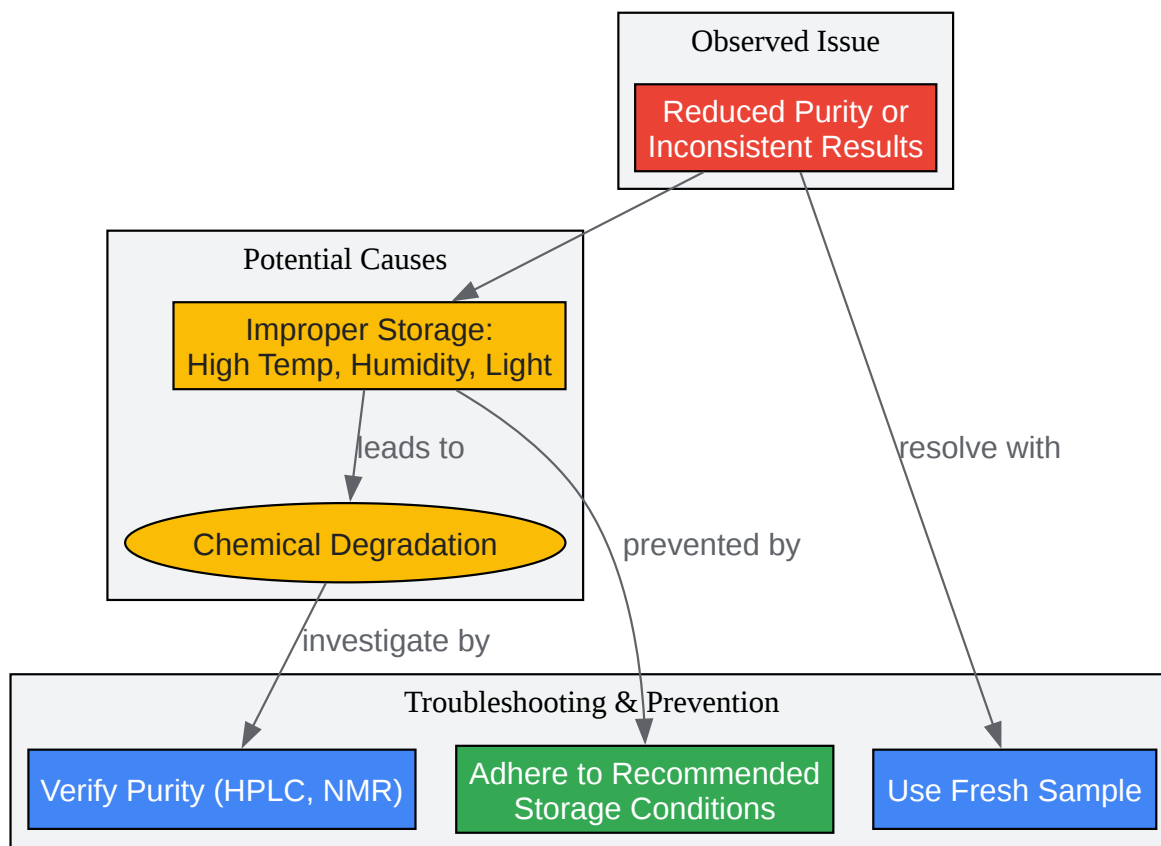 Observed Issue
Reduced Purity or
Inconsistent Results
Potential Causes
Improper Storage:
High Temp, Humidity, Light
leads to
resolve with
Chemical Degradation
prevented by
investigate by
Troubleshooting & Prevention
Verify Purity (HPLC, NMR)
Adhere to Recommended
Storage Conditions
Use Fresh Sample